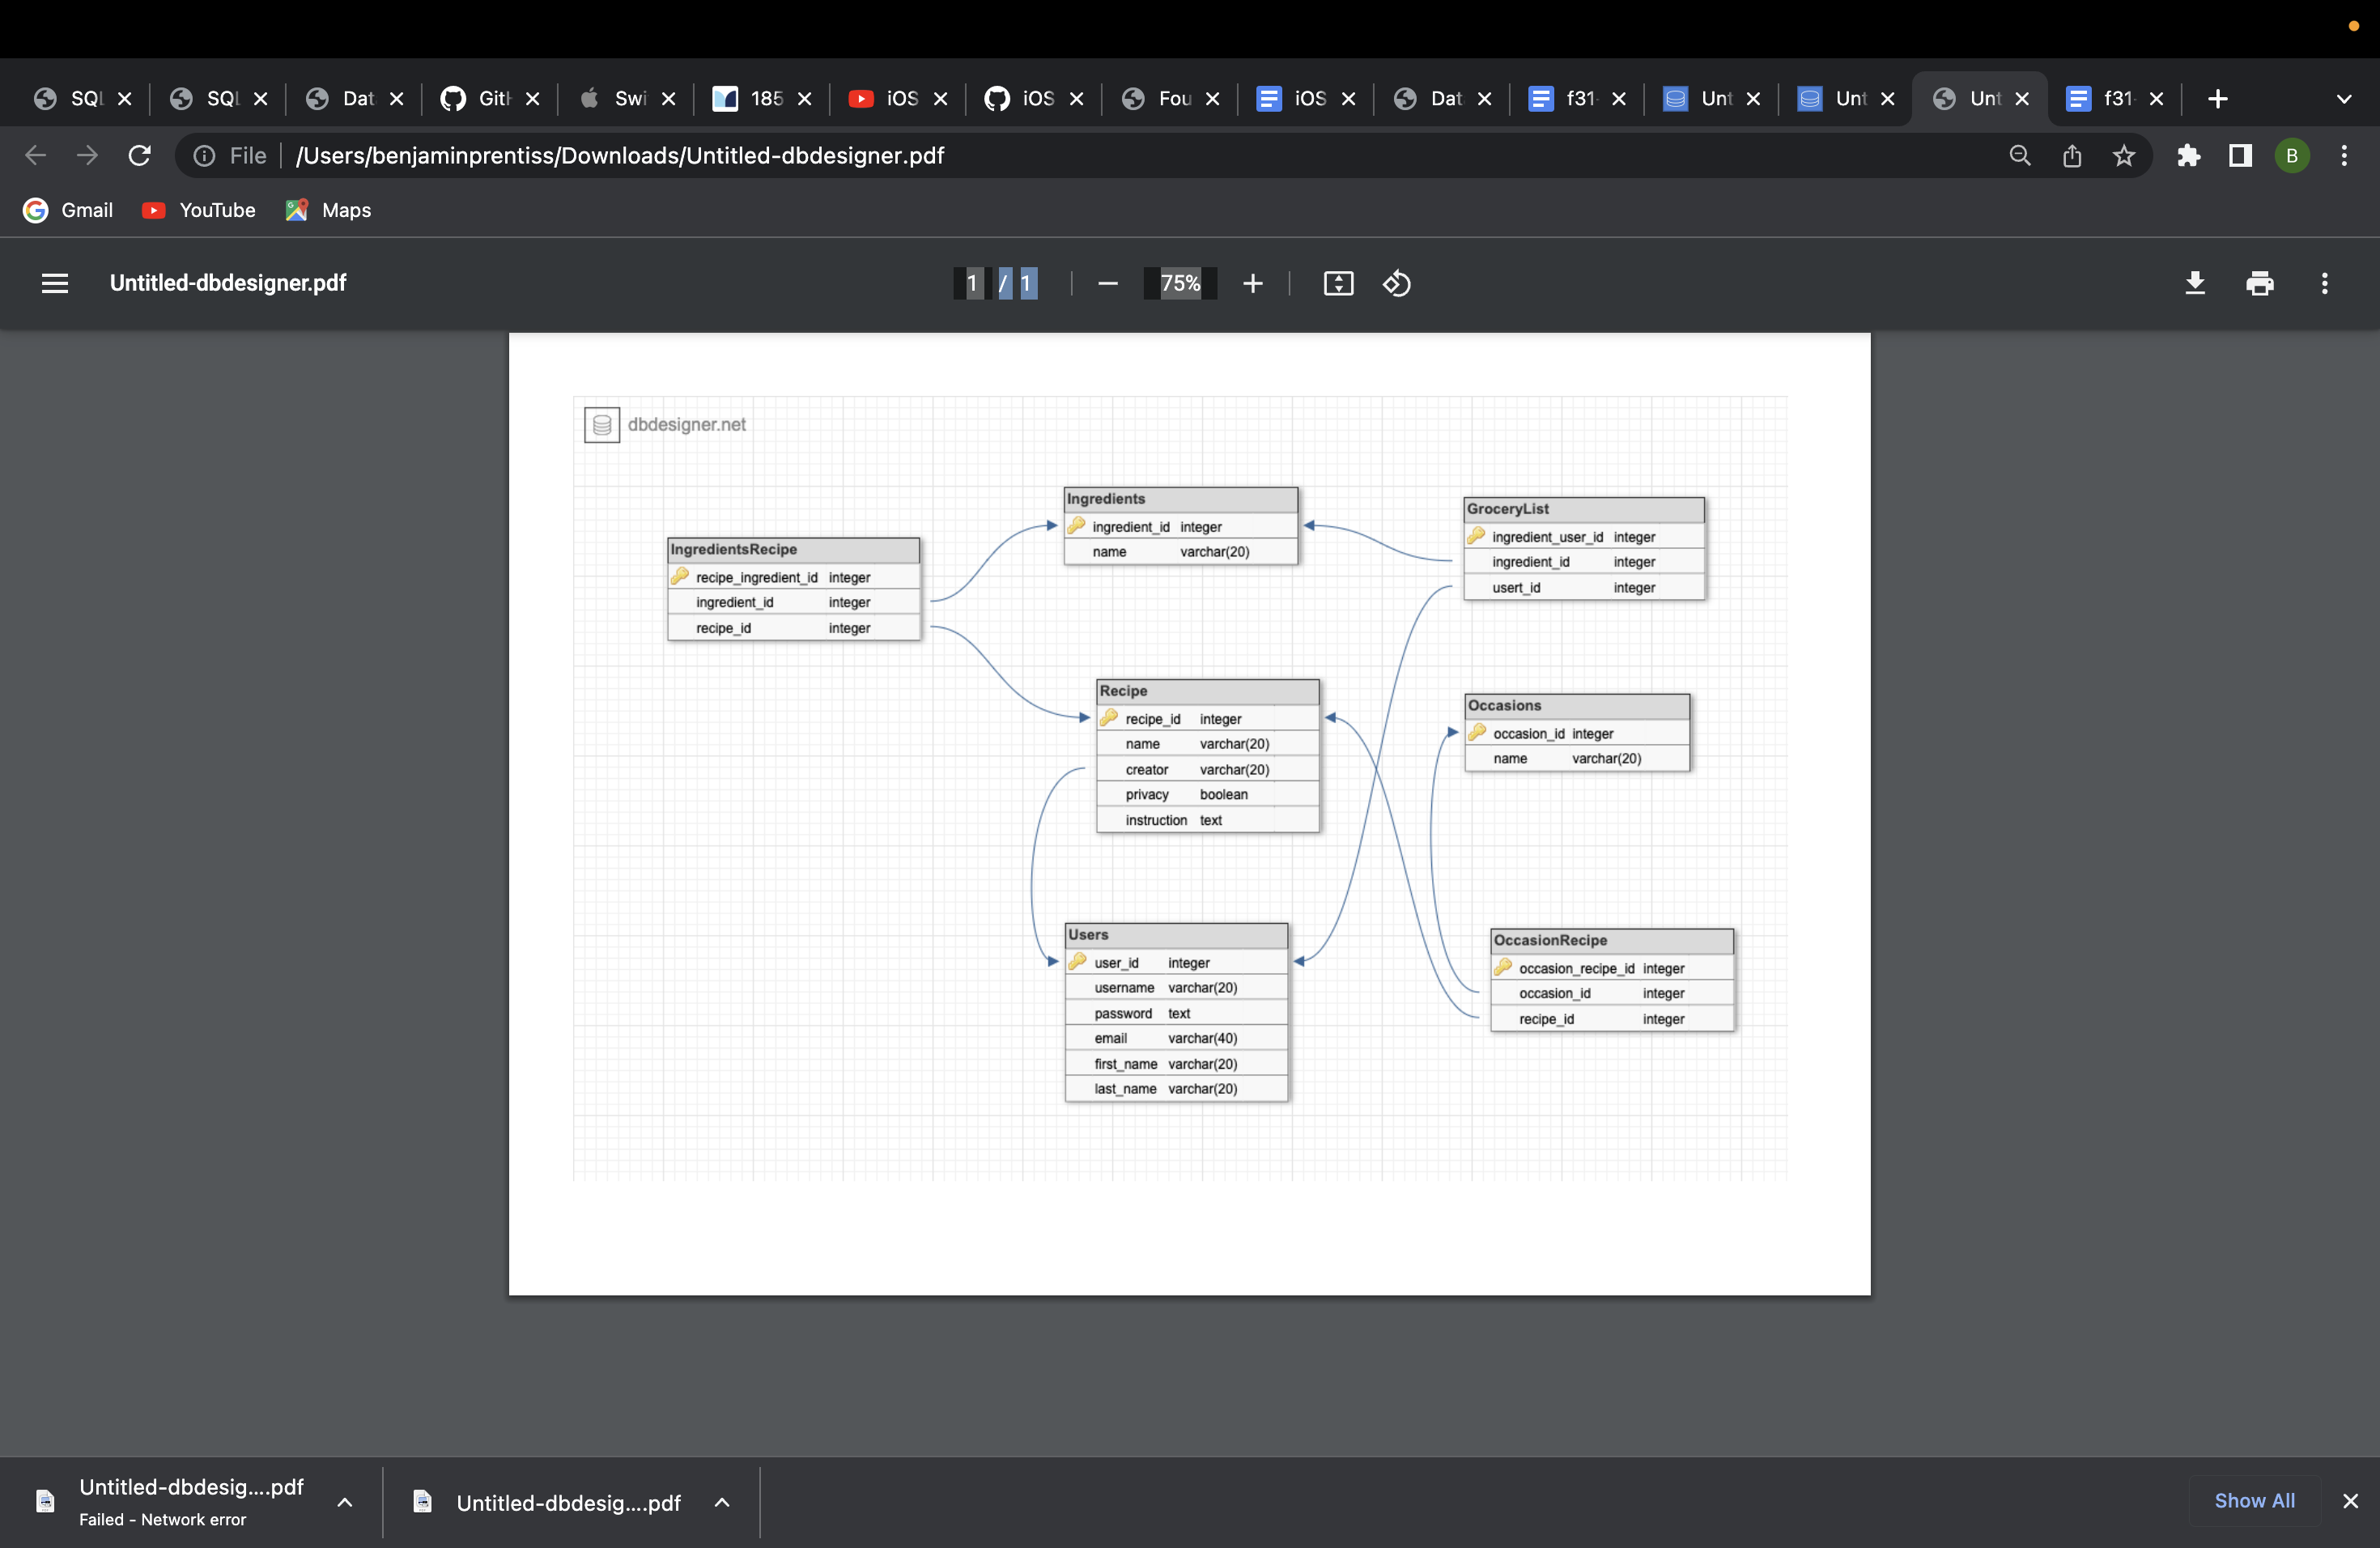 SQL SQL Dat Git Swi 185 iOS iOS Fou iOS Dat f31- Unt Unt Unt f31-
File /Users/benjaminprentiss/Downloads/Untitled-dbdesigner.pdf B
Gmail YouTube Maps
Untitled-dbdesigner.pdf 1 / 1 75%
dbdesigner.net
IngredientsRecipe
recipe_ingredient_id integer
ingredient_id integer
recipe_id integer
Ingredients
ingredient_id integer
name varchar(20)
GroceryList
ingredient_user_id integer
ingredient_id integer
usert_id integer
Recipe
recipe_id integer
name varchar(20)
creator varchar(20)
privacy boolean
instruction text
Occasions
occasion_id integer
name varchar(20)
Users
user_id integer
username varchar(20)
password text
email varchar(40)
first_name varchar(20)
last_name varchar(20)
OccasionRecipe
occasion_recipe_id integer
occasion_id integer
recipe_id integer
Untitled-dbdesig....pdf
Failed - Network error
Untitled-dbdesig....pdf
Show All